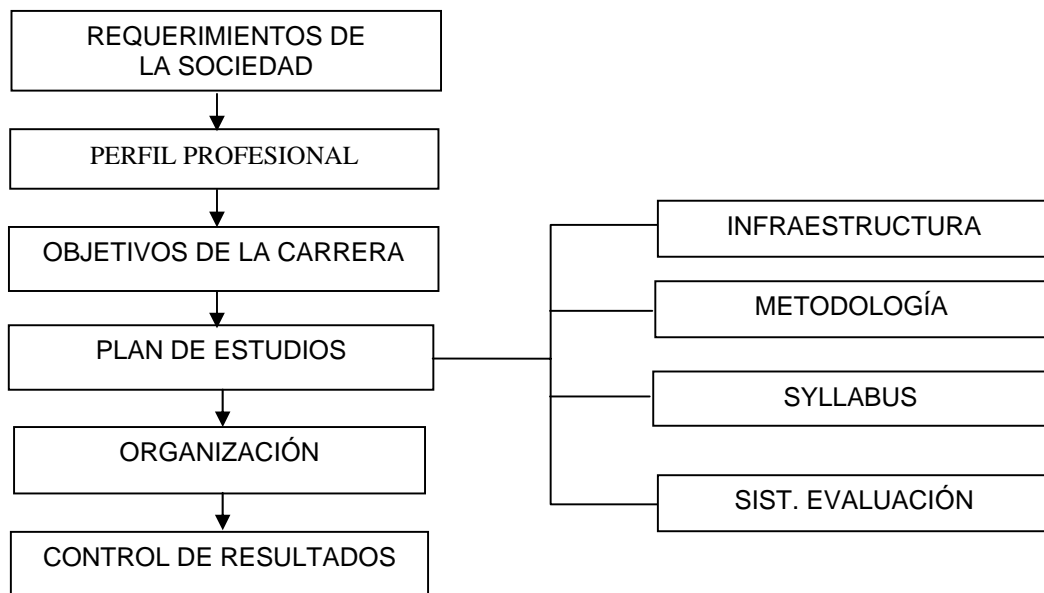 REQUERIMIENTOS DE
LA SOCIEDAD
PERFIL PROFESIONAL
OBJETIVOS DE LA CARRERA
PLAN DE ESTUDIOS
ORGANIZACIÓN
CONTROL DE RESULTADOS
INFRAESTRUCTURA
METODOLOGÍA
SYLLABUS
SIST. EVALUACIÓN